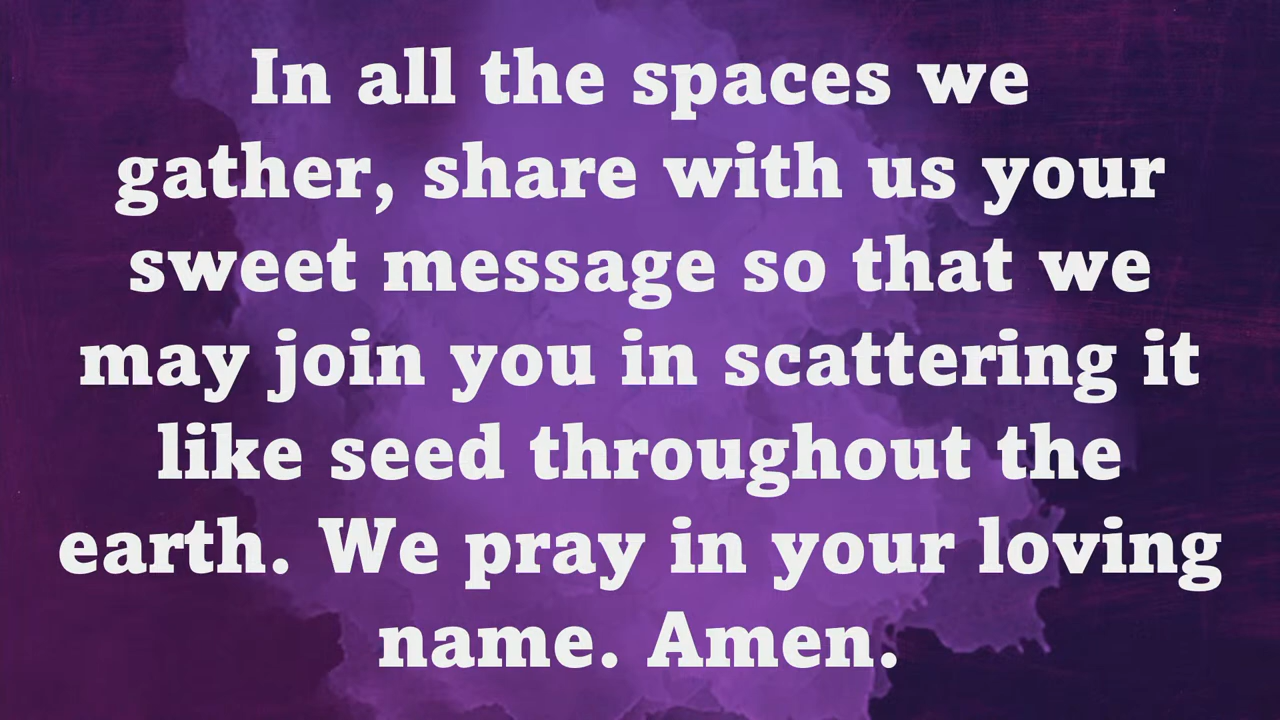 In all the spaces we
gather, share with us your
sweet message so that we
may join you in scattering it
like seed throughout the
earth. We pray in your loving
name. Amen.